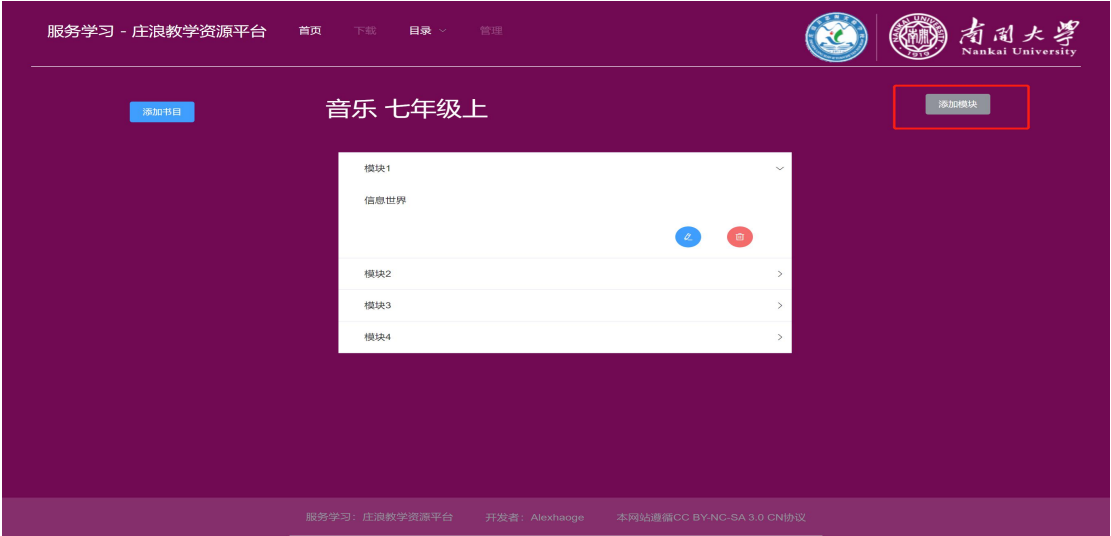 服务学习 - 庄浪教学资源平台 首页 下载 目录 管理
南开大学
Nankai University
NANKAI UNIV
1919
添加书目
音乐 七年级上
添加模块
模块1
信息世界
模块2
模块3
模块4
服务学习：庄浪教学资源平台 开发者：Alexhaoge 本网站遵循CC BY-NC-SA 3.0 CN协议